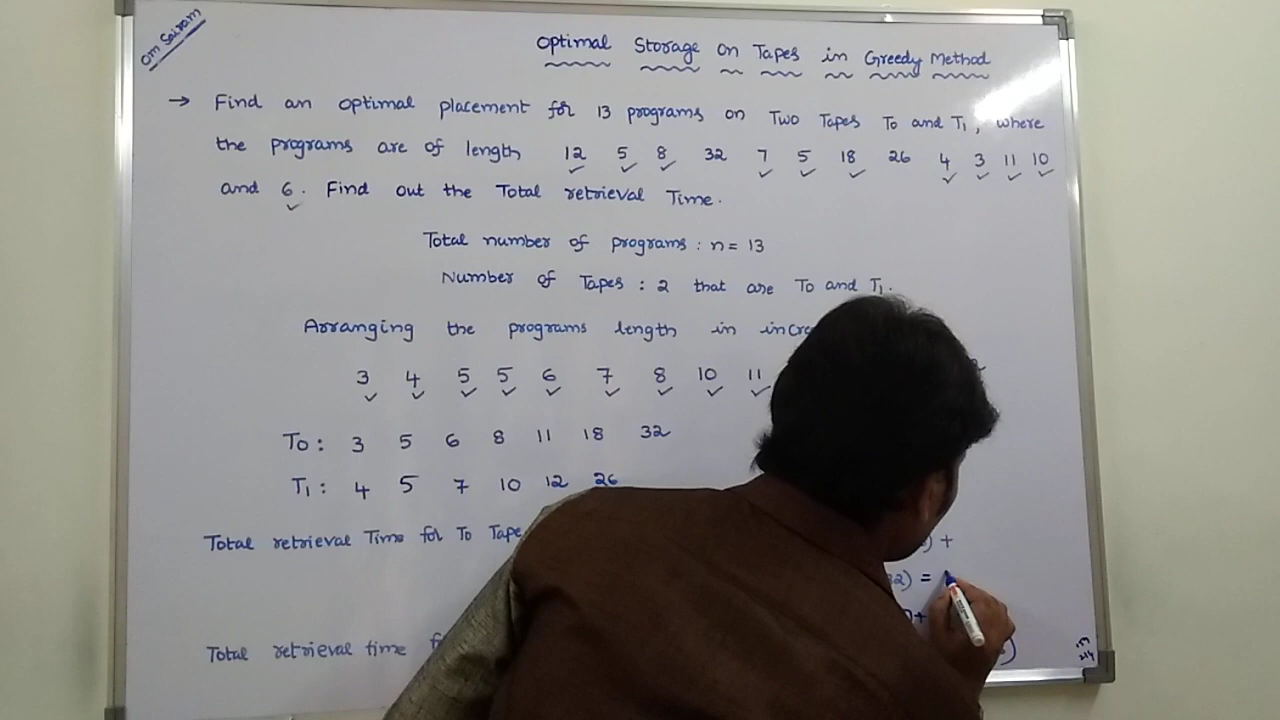 Om Sairam
Optimal Storage on Tapes in Greedy Method
→ Find an optimal placement for 13 programs on Two Tapes To and T1, where
the programs are of length 12 5 8 32 7 5 18 26 4 3 11 10
and 6. Find out the Total retrieval Time.
Total number of programs : n = 13
Number of Tapes : 2 that are To and T1.
Arranging the programs length in incre
3 4 5 5 6 7 8 10 11
To : 3 5 6 8 11 18 32
T1 : 4 5 7 10 12 26
Total retrieval Time for To Tape ) +
32) =
Total retrieval time